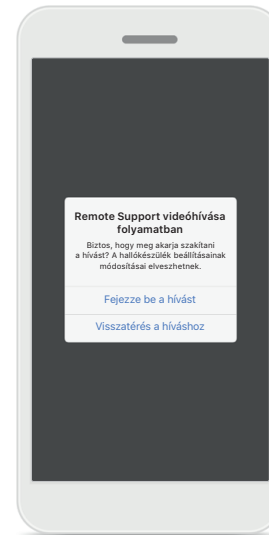 Remote Support videóhívása
folyamatban
Biztos, hogy meg akarja szakítani
a hívást? A hallókészülék beállításainak
módosításai elveszhetnek.
Fejezze be a hívást
Visszatérés a híváshoz